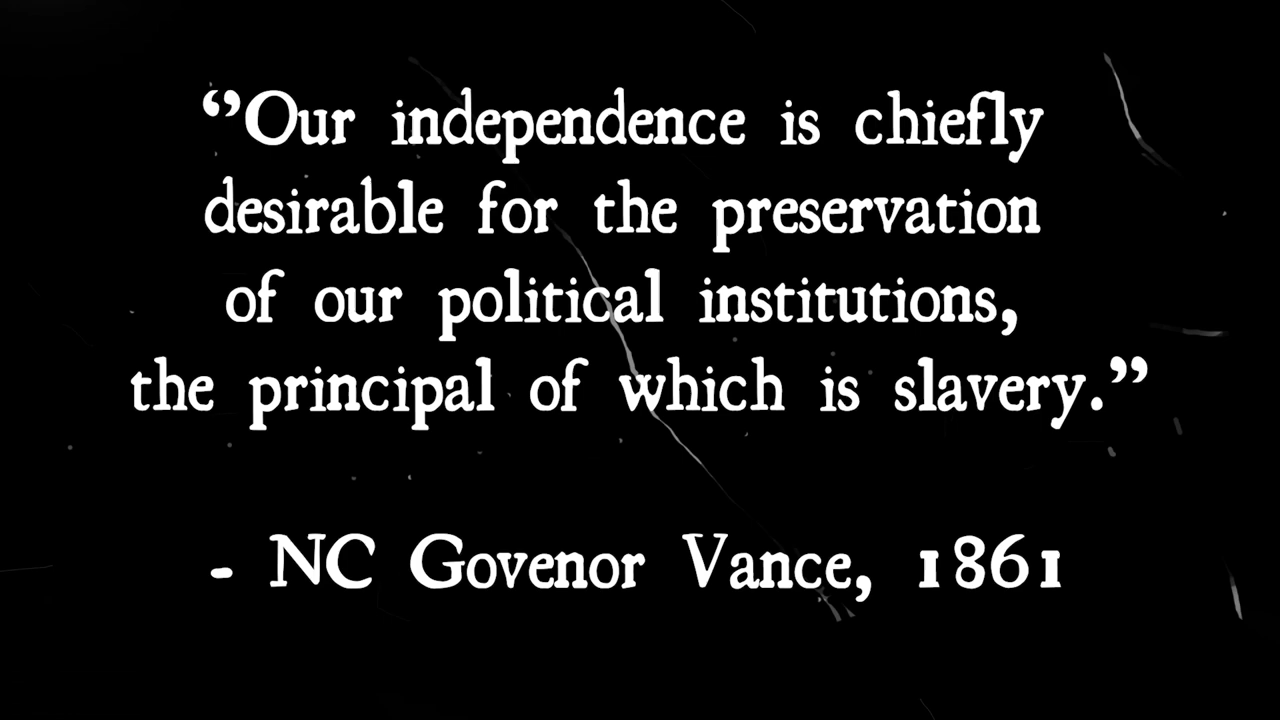 “Our independence is chiefly
desirable for the preservation
of our political institutions,
the principal of which is slavery.”
- NC Govenor Vance, 1861